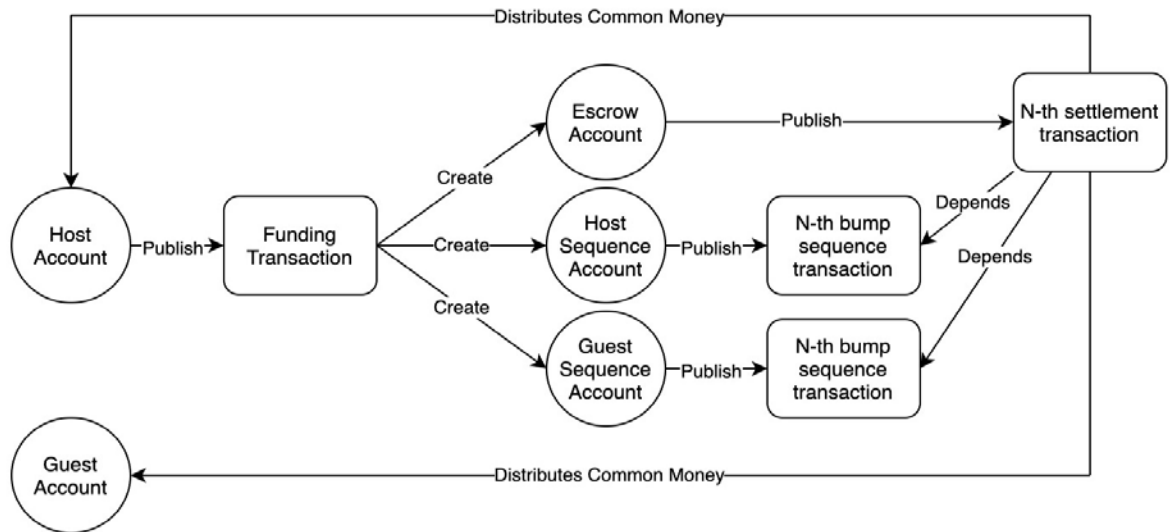 Distributes Common Money
Escrow
Account
Publish
N-th settlement
transaction
Create
Depends
Host
Account
Publish
Funding
Transaction
Create
Host
Sequence
Account
Publish
N-th bump
sequence
transaction
Depends
Create
Guest
Sequence
Account
Publish
N-th bump
sequence
transaction
Guest
Account
Distributes Common Money